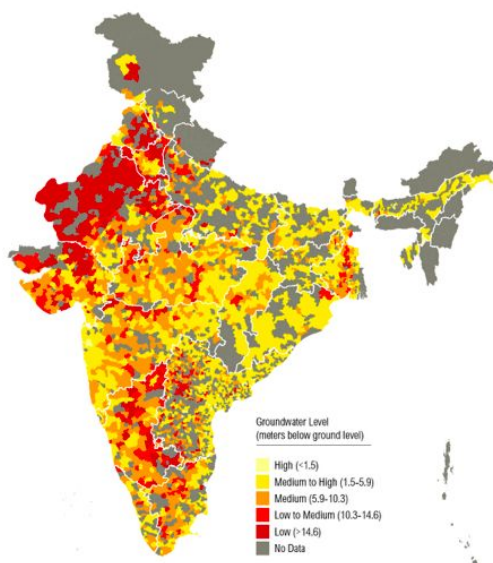 Groundwater Level
(meters below ground level)
High (<1.5)
Medium to High (1.5-5.9)
Medium (5.9-10.3)
Low to Medium (10.3-14.6)
Low (>14.6)
No Data